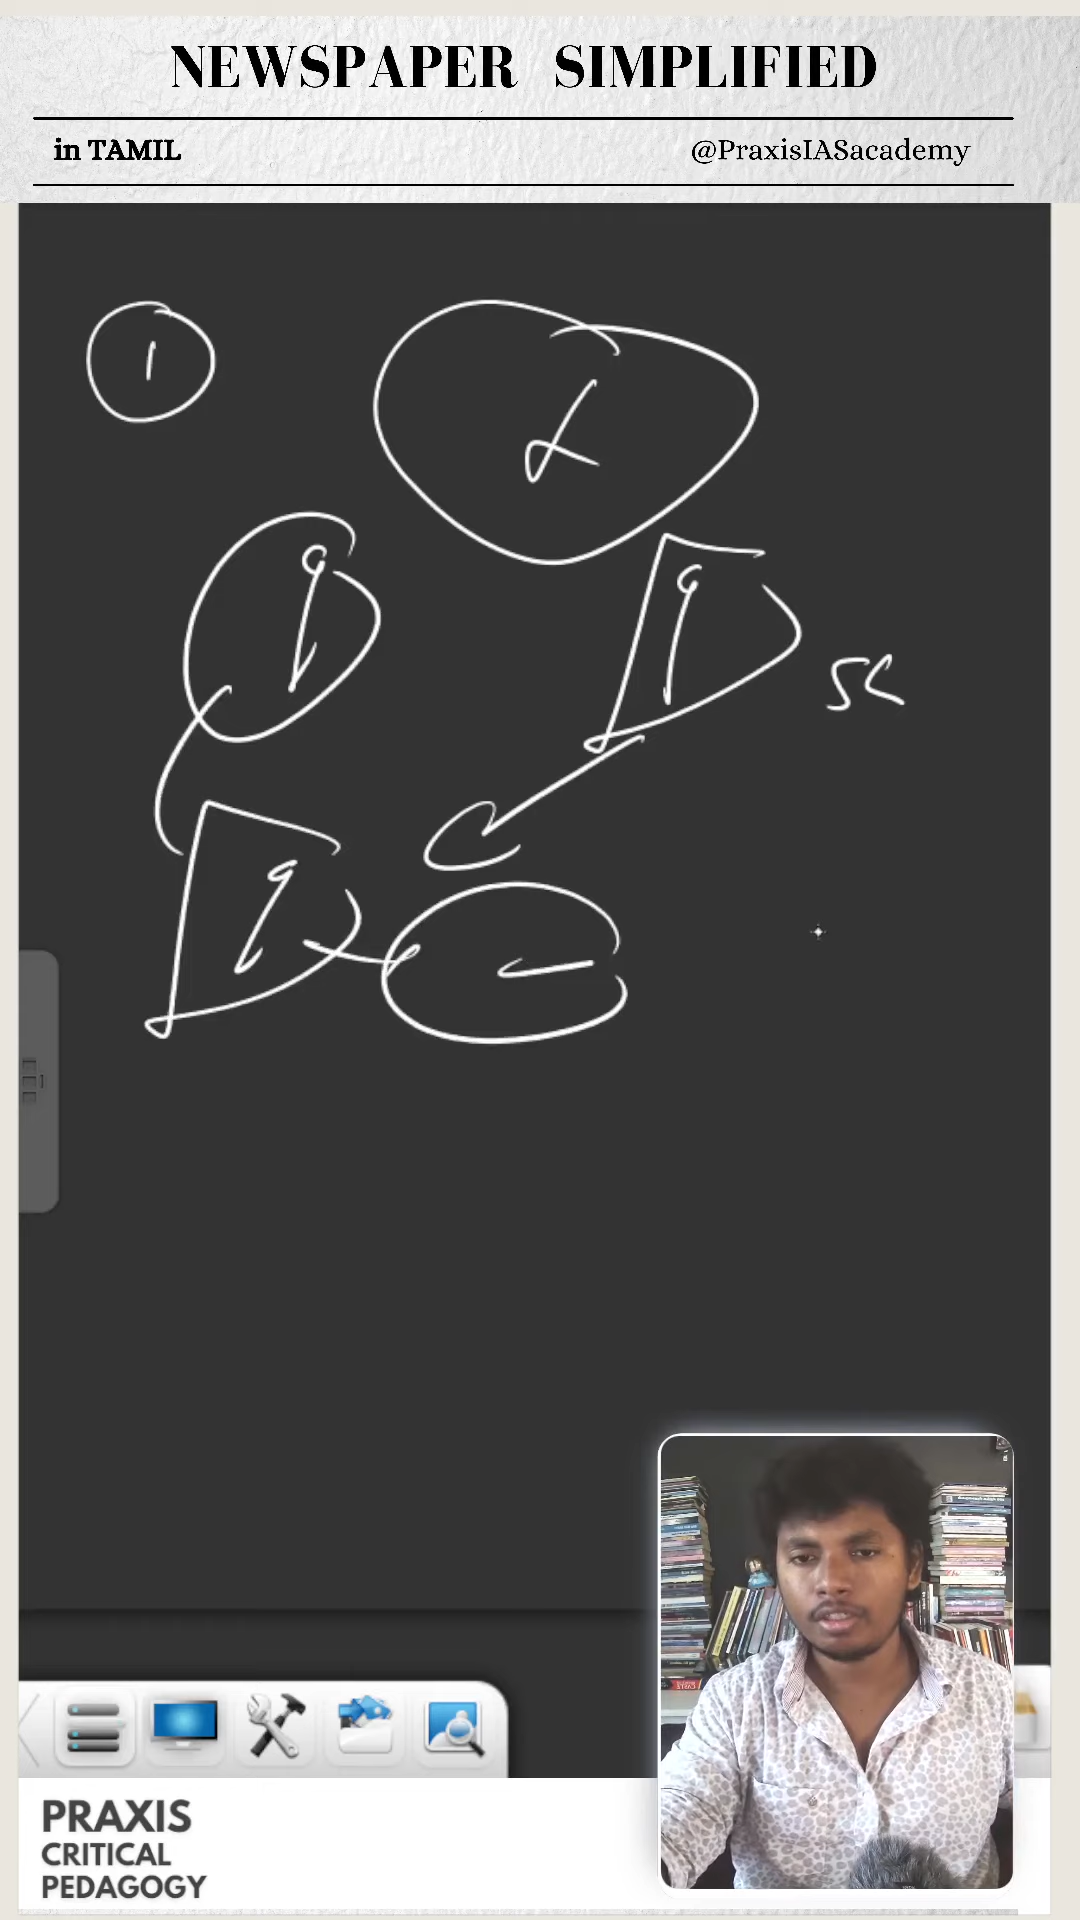 NEWSPAPER SIMPLIFIED
in TAMIL
@PraxisIASacademy
1
SC
PRAXIS
CRITICAL
PEDAGOGY